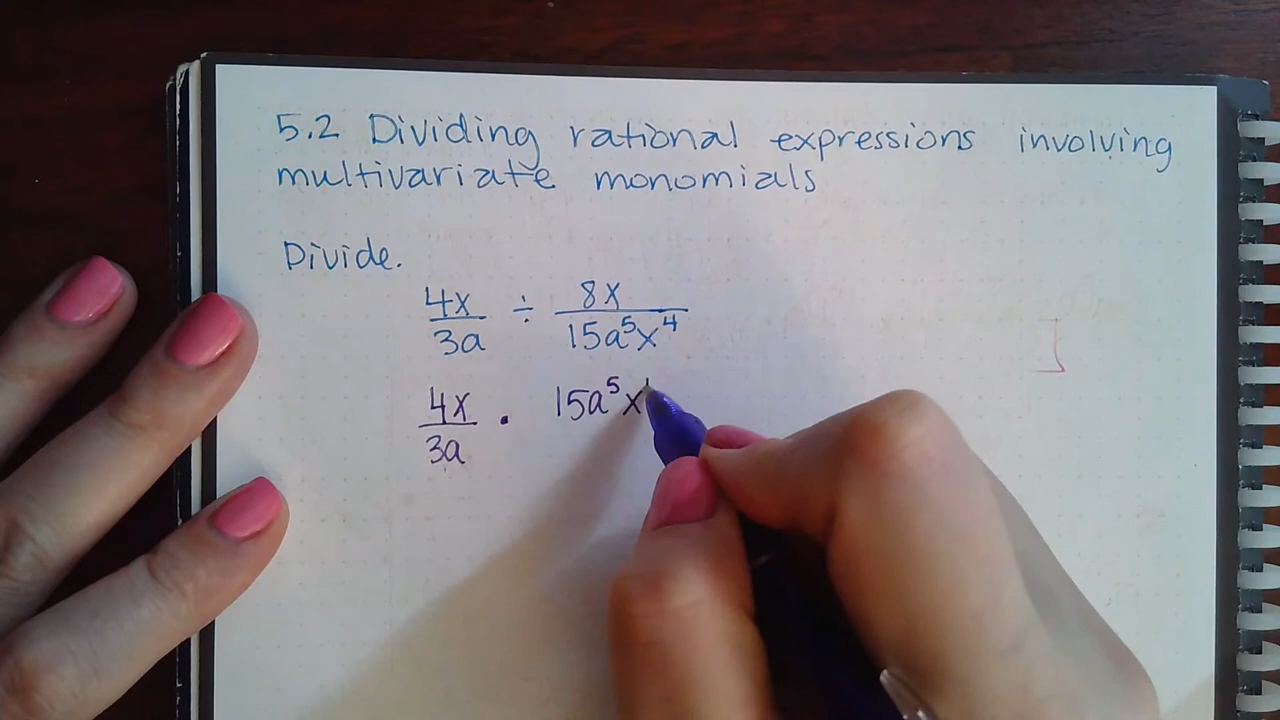 5.2 Dividing rational expressions involving
multivariate monomials
Divide.
4x/3a ÷ 8x/15a⁵x⁴
4x/3a · 15a⁵x